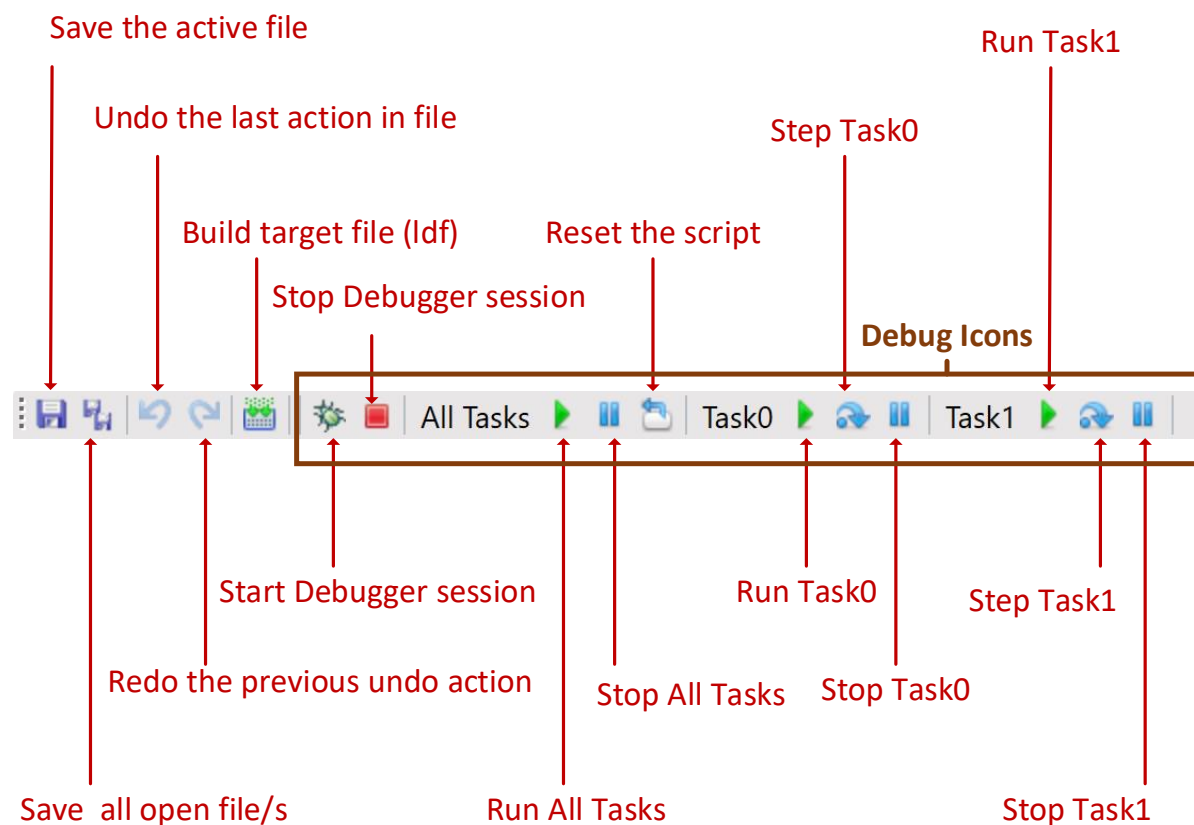 Save the active file
Run Task1
Undo the last action in file
Step Task0
Build target file (ldf)
Reset the script
Stop Debugger session
Debug Icons
All Tasks
Task0
Task1
Start Debugger session
Run Task0
Step Task1
Redo the previous undo action
Stop All Tasks
Stop Task0
Save all open file/s
Run All Tasks
Stop Task1